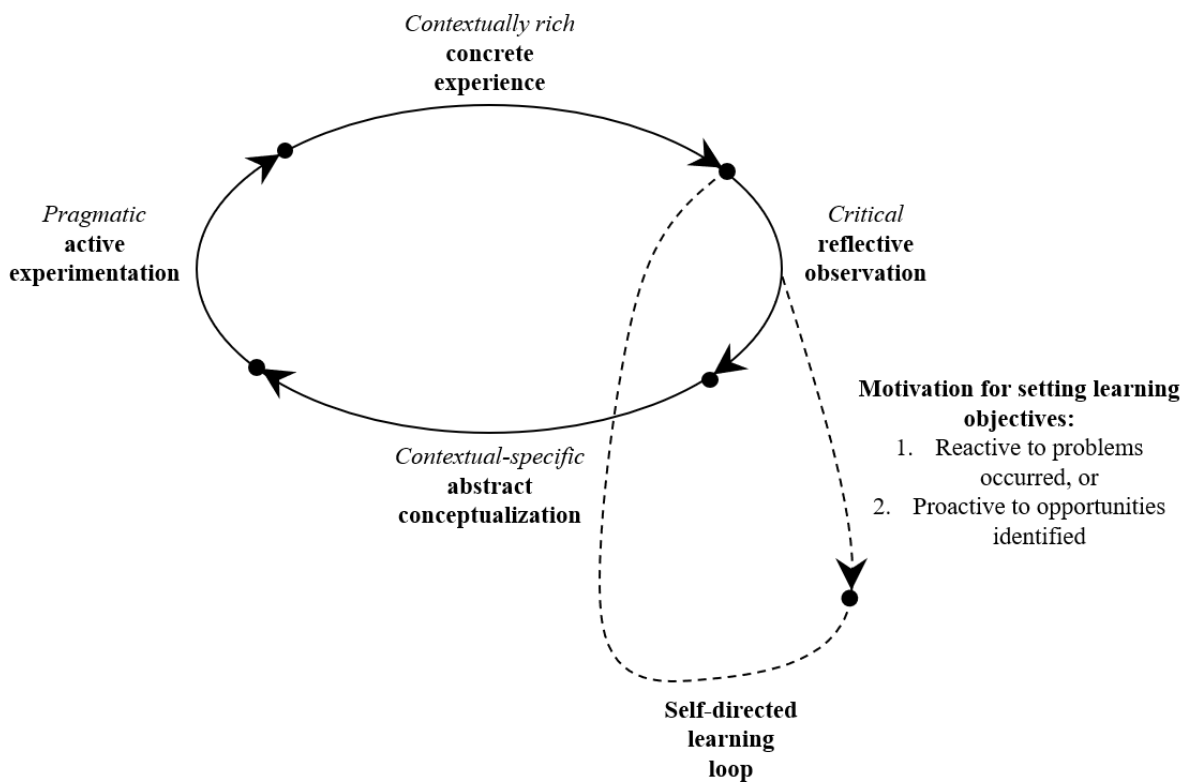 Contextually rich
concrete
experience
Pragmatic
active
experimentation
Critical
reflective
observation
Contextual-specific
abstract
conceptualization
Motivation for setting learning
objectives:
1. Reactive to problems
occurred, or
2. Proactive to opportunities
identified
Self-directed
learning
loop